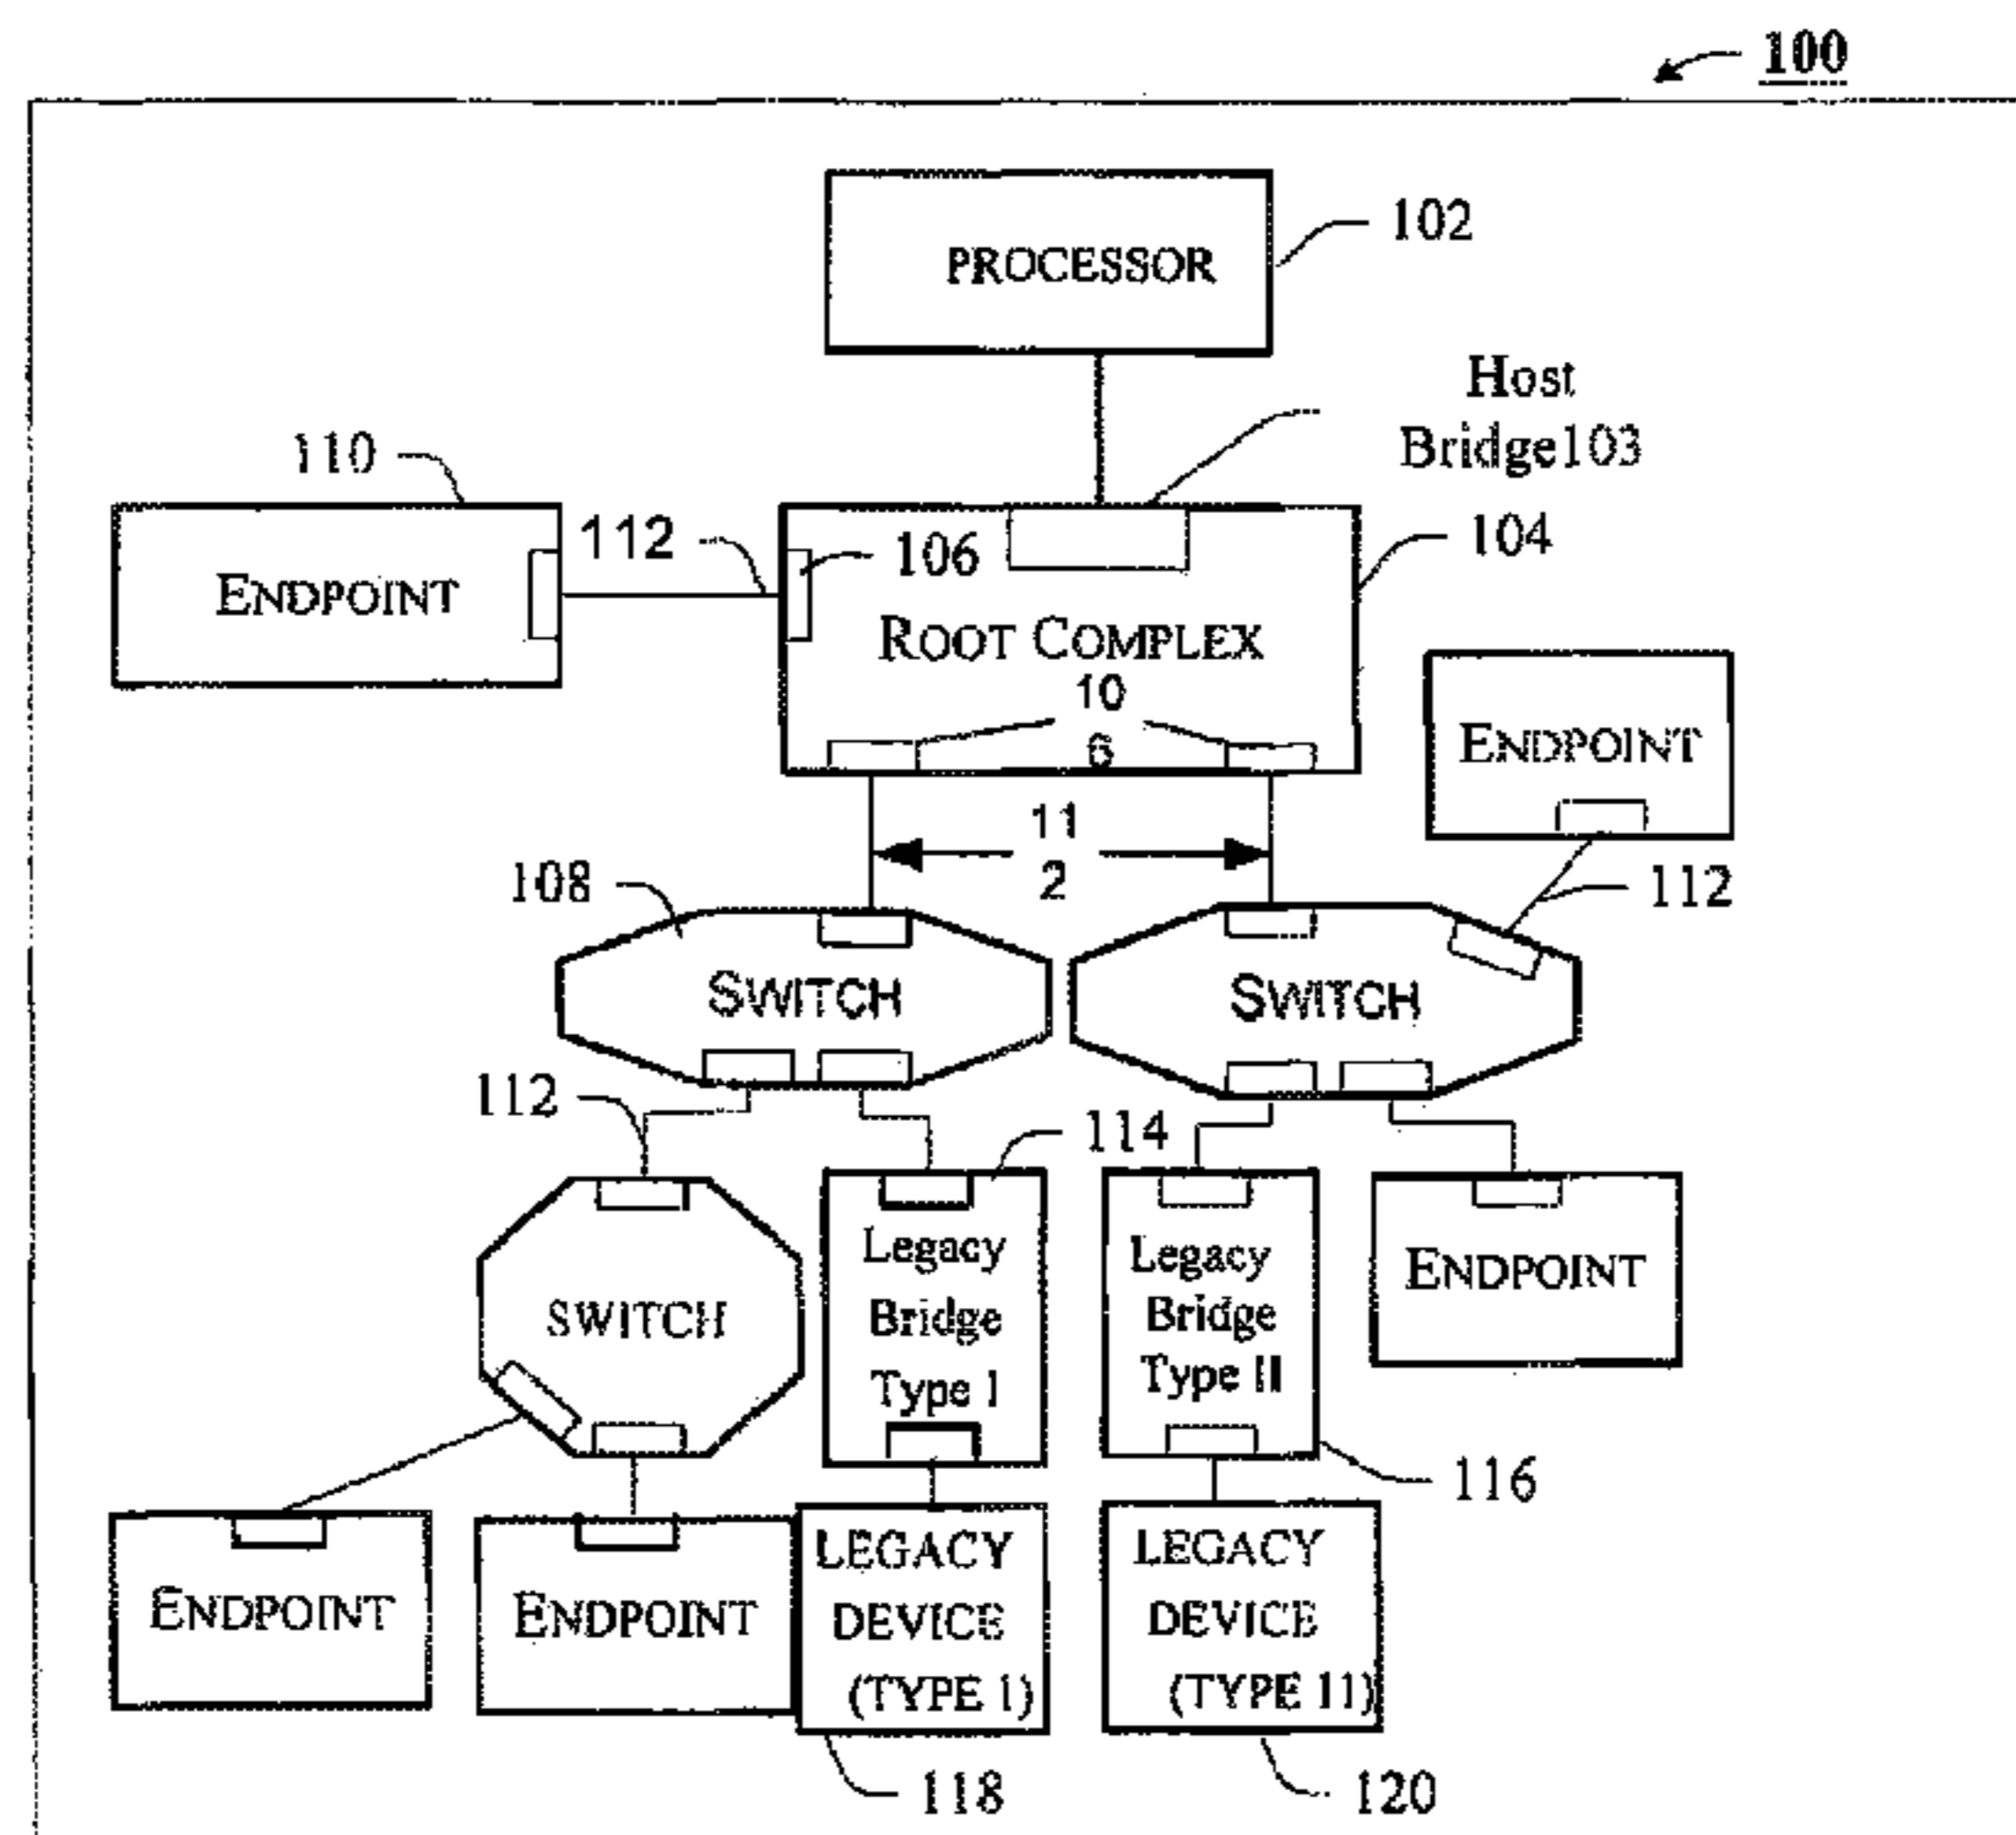 100
PROCESSOR
102
Host
Bridge103
110
ENDPOINT
112
106
104
ROOT COMPLEX
10
6
ENDPOINT
11
2
108
112
SWITCH
SWITCH
112
114
Legacy
Bridge
Type I
Legacy
Bridge
Type II
ENDPOINT
SWITCH
116
ENDPOINT
ENDPOINT
LEGACY
DEVICE
(TYPE 1)
LEGACY
DEVICE
(TYPE 11)
118
120